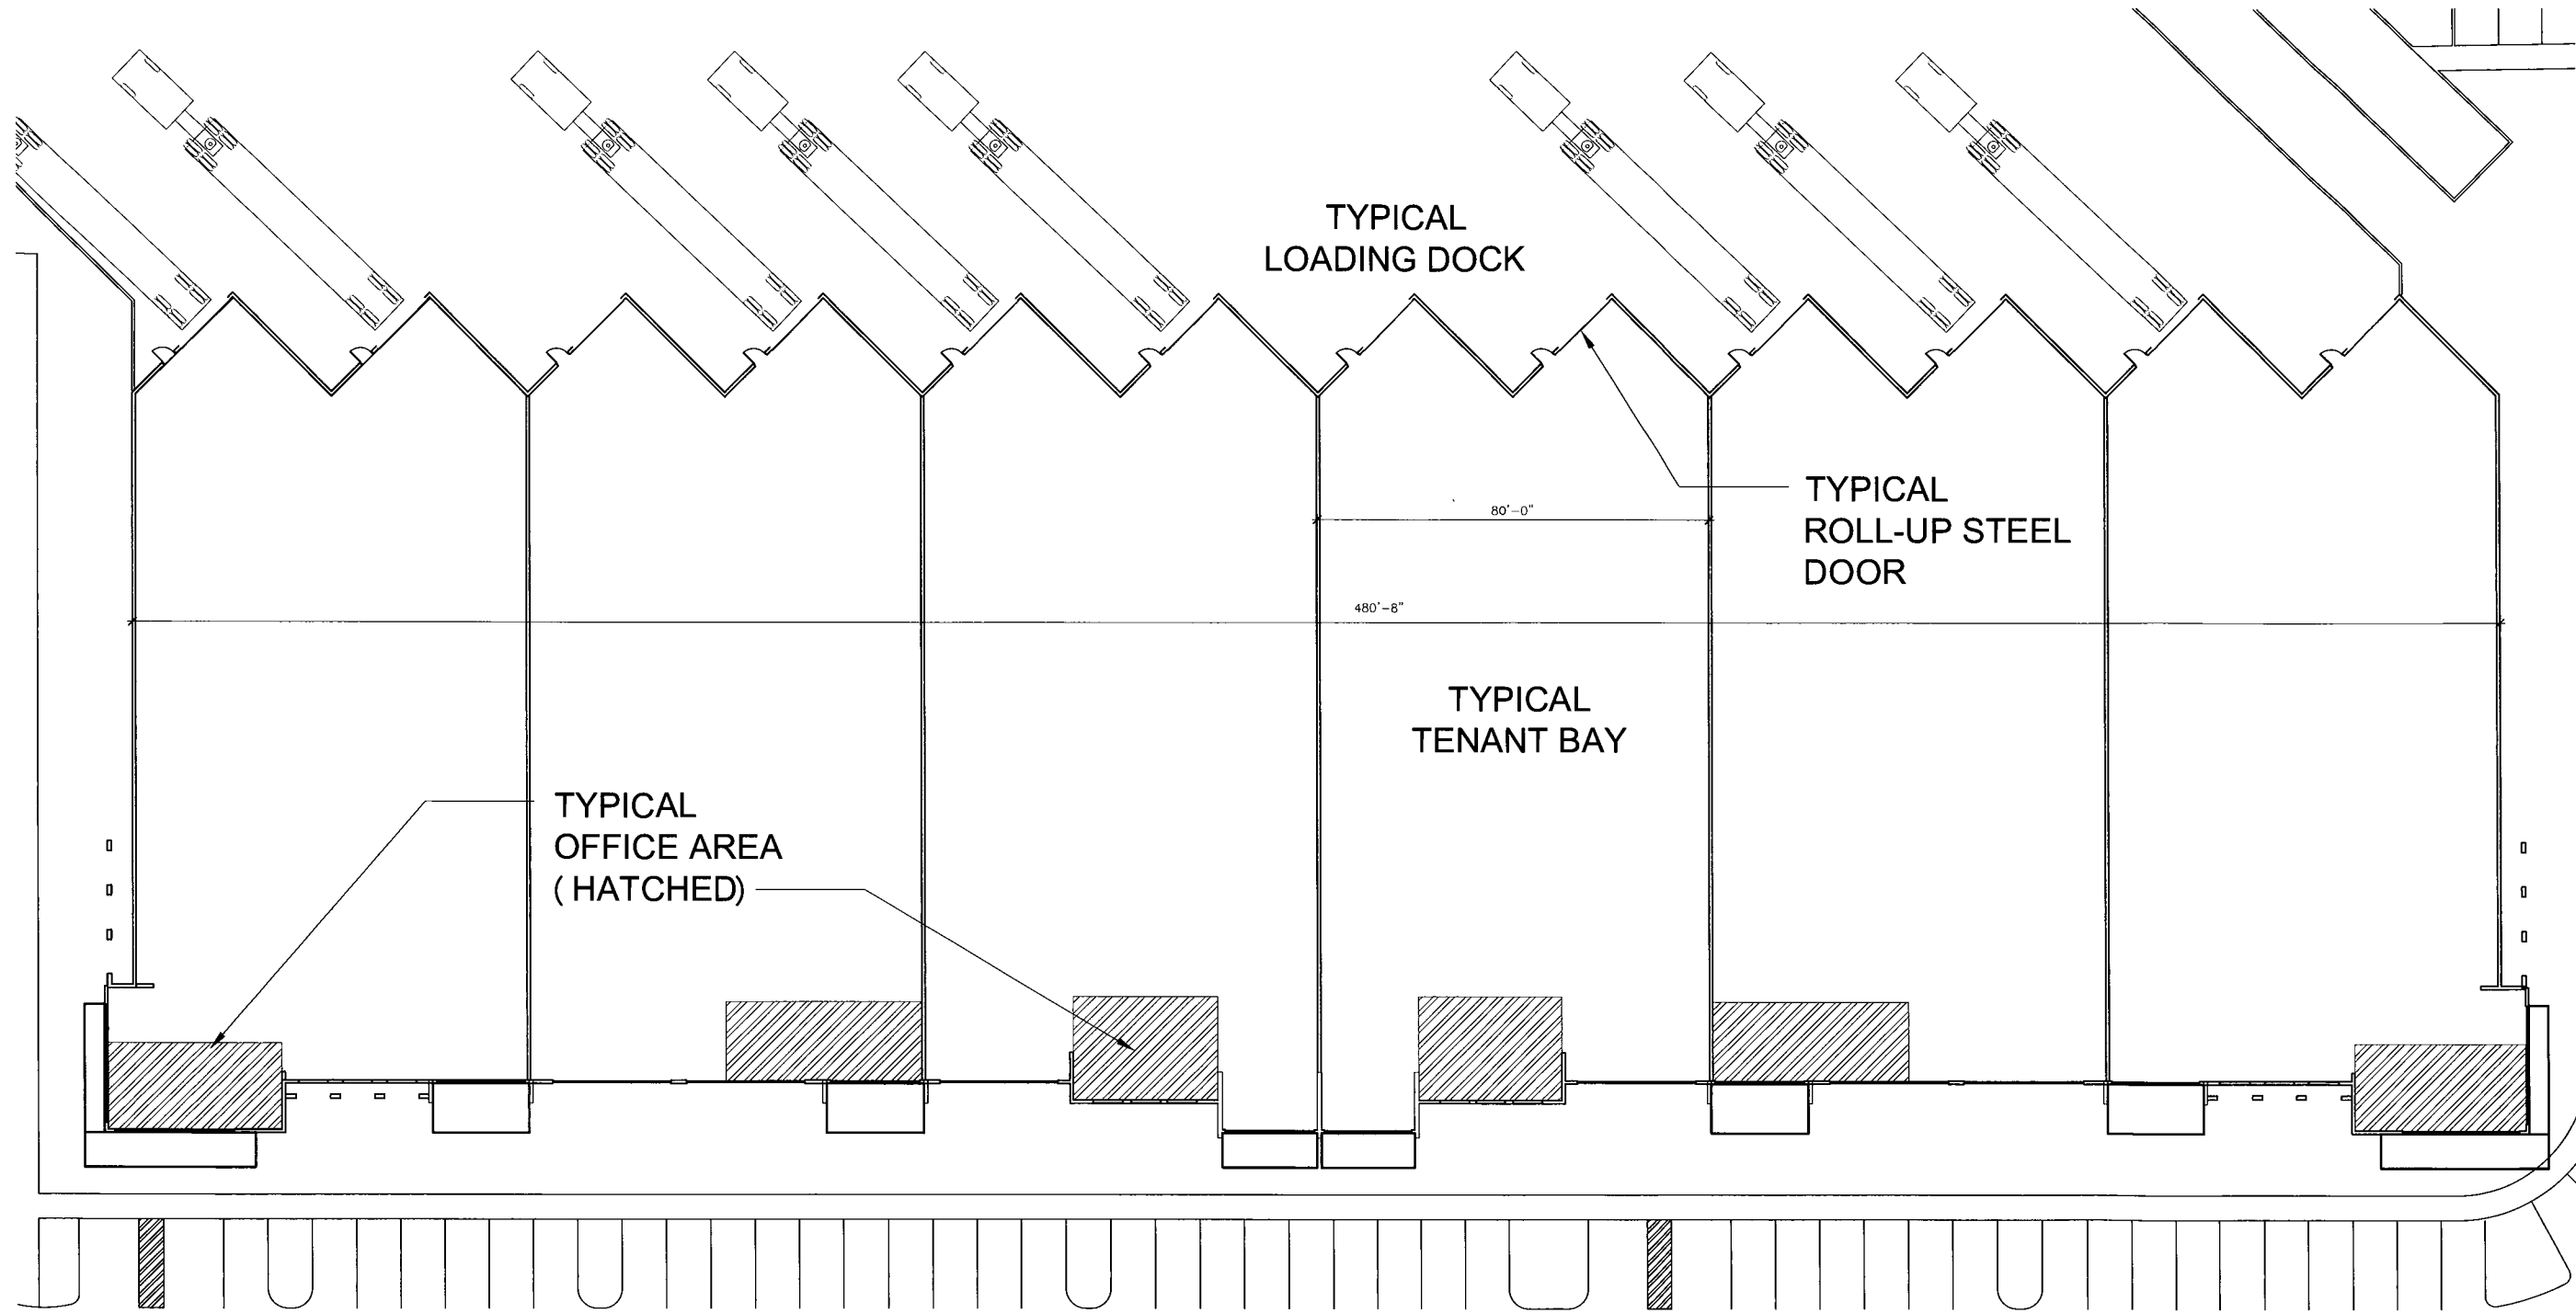 TYPICAL
LOADING DOCK
TYPICAL
ROLL-UP STEEL
DOOR
80'-0"
480'-8"
TYPICAL
TENANT BAY
TYPICAL
OFFICE AREA
( HATCHED)